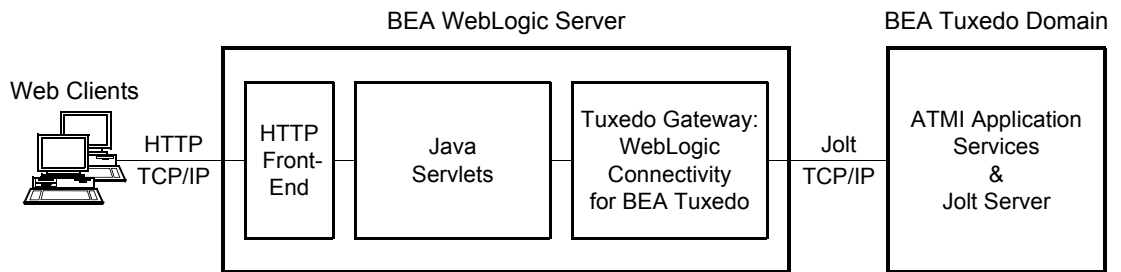 BEA WebLogic Server
BEA Tuxedo Domain
Web Clients
HTTP
TCP/IP
HTTP
Front-
End
Java
Servlets
Tuxedo Gateway:
WebLogic
Connectivity
for BEA Tuxedo
Jolt
TCP/IP
ATMI Application
Services
&
Jolt Server